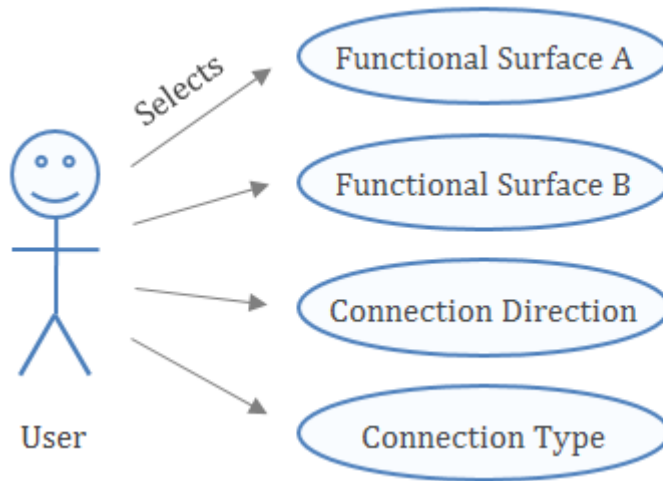 Selects
Functional Surface A
Functional Surface B
Connection Direction
Connection Type
User